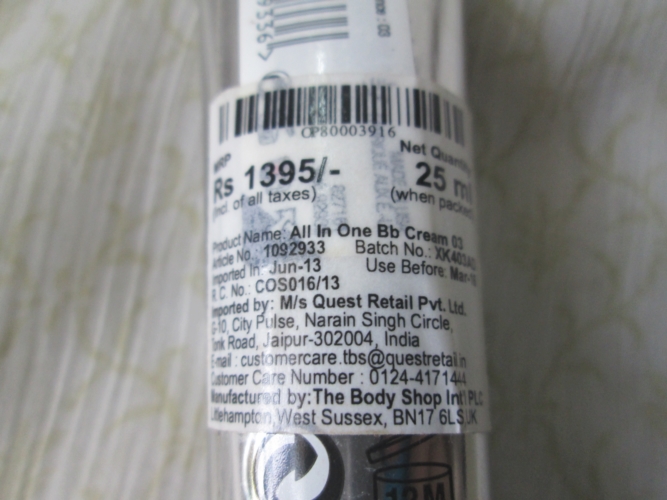 CP80003916
MRP Net Quantity
Rs 1395/- 25 ml
(Incl. of all taxes) (when packed)
Product Name: All In One Bb Cream 03
Article No.: 1092933 Batch No.:
Imported In: Jun-13 Use Before:
R. C. No.: COS016/13
Imported by: M/s Quest Retail Pvt. Ltd.
G-10, City Pulse, Narain Singh Circle,
Tonk Road, Jaipur-302004, India
E-mail : customercare.tbs@questretail.in
Customer Care Number : 0124-4171444
Manufactured by:The Body Shop Int'l PLC
Littlehampton,West Sussex, BN17 6LS UK
12M